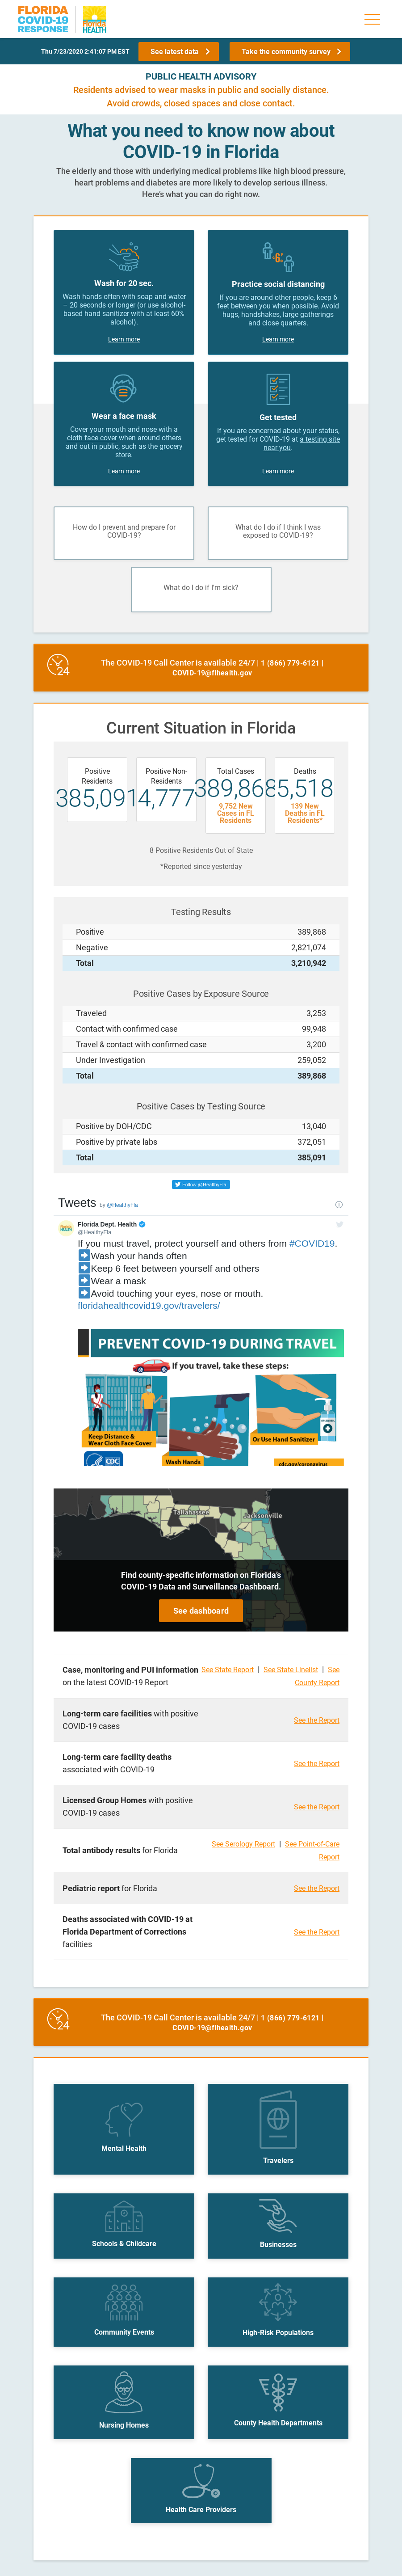 FLORIDA
COVID-19
RESPONSE
Florida
HEALTH
Thu 7/23/2020 2:41:07 PM EST
See latest data
Take the community survey
PUBLIC HEALTH ADVISORY
Residents advised to wear masks in public and socially distance.
Avoid crowds, closed spaces and close contact.
What you need to know now about
COVID-19 in Florida
The elderly and those with underlying medical problems like high blood pressure,
heart problems and diabetes are more likely to develop serious illness.
Here's what you can do right now.
Wash for 20 sec.
Wash hands often with soap and water
– 20 seconds or longer (or use alcohol-
based hand sanitizer with at least 60%
alcohol).
Learn more
6'
Practice social distancing
If you are around other people, keep 6
feet between you when possible. Avoid
hugs, handshakes, large gatherings
and close quarters.
Learn more
Wear a face mask
Cover your mouth and nose with a
cloth face cover when around others
and out in public, such as the grocery
store.
Learn more
Get tested
If you are concerned about your status,
get tested for COVID-19 at a testing site
near you.
Learn more
How do I prevent and prepare for
COVID-19?
What do I do if I think I was
exposed to COVID-19?
What do I do if I'm sick?
24
The COVID-19 Call Center is available 24/7 | 1 (866) 779-6121 |
COVID-19@flhealth.gov
Current Situation in Florida
Positive
Residents
385,091
Positive Non-
Residents
4,777
Total Cases
389,868
9,752 New
Cases in FL
Residents
Deaths
5,518
139 New
Deaths in FL
Residents*
8 Positive Residents Out of State
*Reported since yesterday
Testing Results
Positive 389,868
Negative 2,821,074
Total 3,210,942
Positive Cases by Exposure Source
Traveled 3,253
Contact with confirmed case 99,948
Travel & contact with confirmed case 3,200
Under Investigation 259,052
Total 389,868
Positive Cases by Testing Source
Positive by DOH/CDC 13,040
Positive by private labs 372,051
Total 385,091
Follow @HealthyFla
Tweets by @HealthyFla
Florida Dept. Health
@HealthyFla
If you must travel, protect yourself and others from #COVID19.
➡Wash your hands often
➡Keep 6 feet between yourself and others
➡Wear a mask
➡Avoid touching your eyes, nose or mouth.
floridahealthcovid19.gov/travelers/
PREVENT COVID-19 DURING TRAVEL
If you travel, take these steps:
Keep Distance &
Wear Cloth Face Cover
Wash Hands
Or Use Hand Sanitizer
CDC
cdc.gov/coronavirus
Tallahassee
Jacksonville
Find county-specific information on Florida's
COVID-19 Data and Surveillance Dashboard.
See dashboard
Case, monitoring and PUI information
on the latest COVID-19 Report
See State Report | See State Linelist | See
County Report
Long-term care facilities with positive
COVID-19 cases
See the Report
Long-term care facility deaths
associated with COVID-19
See the Report
Licensed Group Homes with positive
COVID-19 cases
See the Report
Total antibody results for Florida
See Serology Report | See Point-of-Care
Report
Pediatric report for Florida
See the Report
Deaths associated with COVID-19 at
Florida Department of Corrections
facilities
See the Report
24
The COVID-19 Call Center is available 24/7 | 1 (866) 779-6121 |
COVID-19@flhealth.gov
Mental Health
Travelers
Schools & Childcare
Businesses
Community Events
High-Risk Populations
Nursing Homes
County Health Departments
Health Care Providers